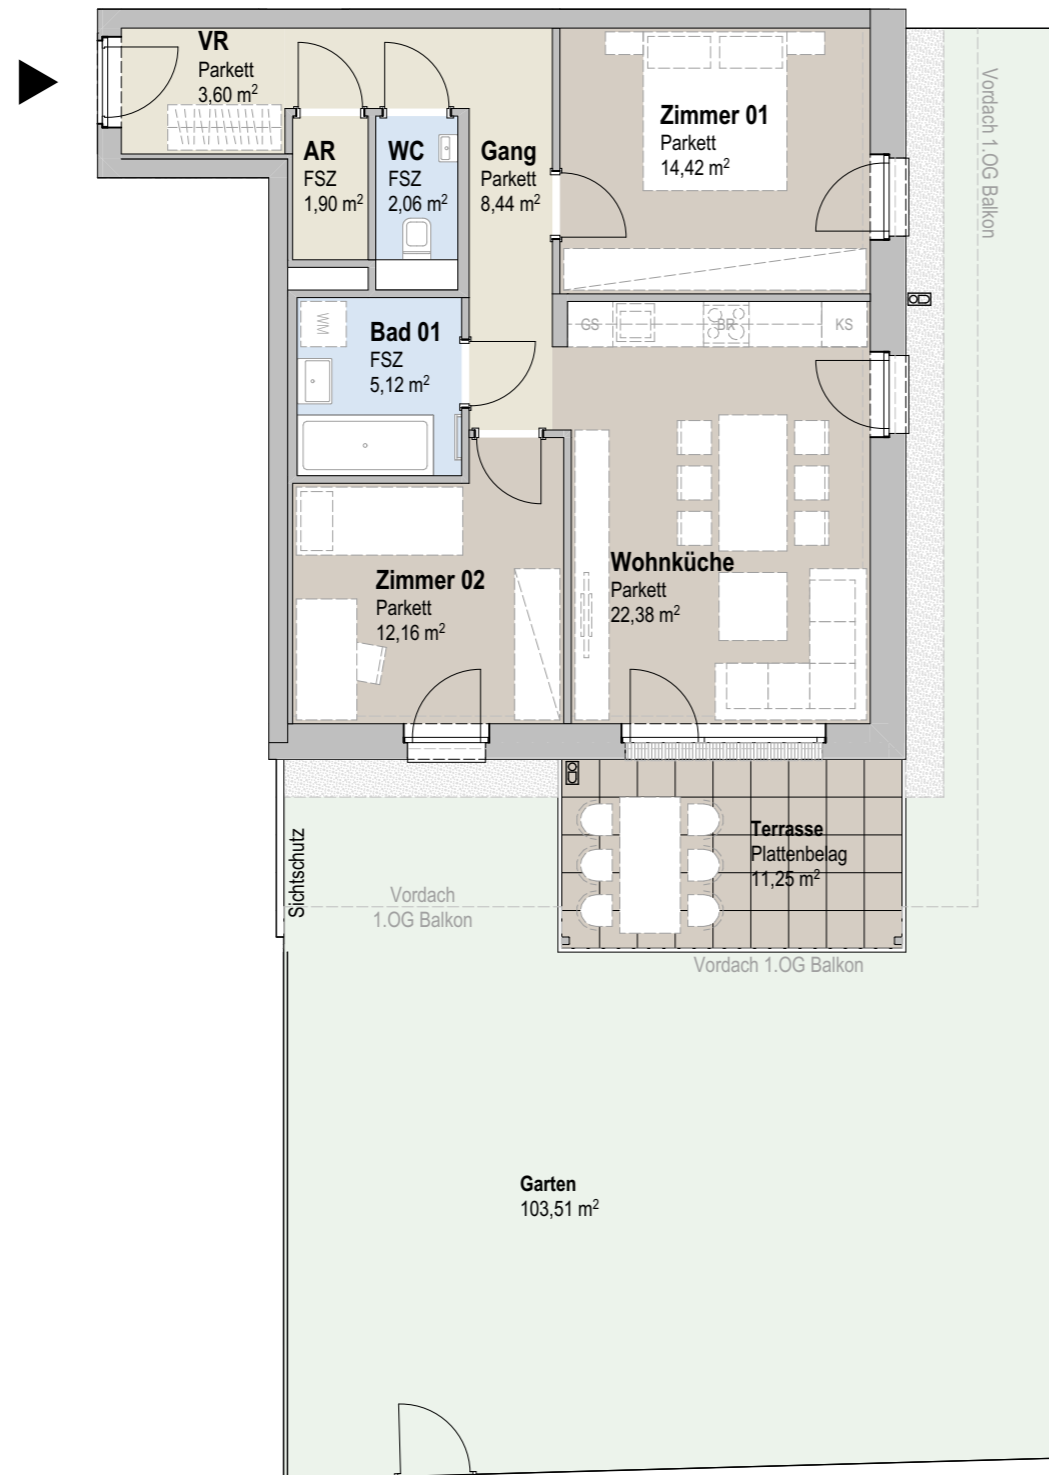 VR
Parkett
3,60 m²
AR
FSZ
1,90 m²
WC
FSZ
2,06 m²
Gang
Parkett
8,44 m²
Zimmer 01
Parkett
14,42 m²
Vordach 1.OG Balkon
WM
Bad 01
FSZ
5,12 m²
GS
BR
KS
Zimmer 02
Parkett
12,16 m²
Wohnküche
Parkett
22,38 m²
Sichtschutz
Vordach
1.OG Balkon
Terrasse
Plattenbelag
11,25 m²
Vordach 1.OG Balkon
Garten
103,51 m²